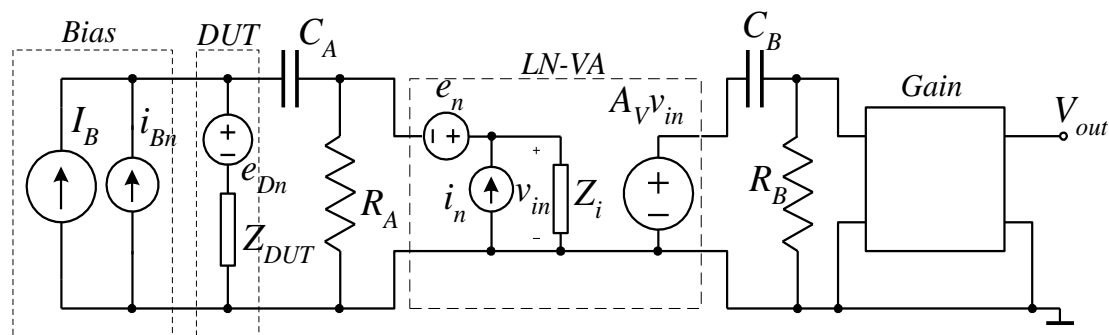 Bias
DUT
C_A
LN-VA
C_B
Gain
e_n
A_V v_in
V_out
I_B
i_Bn
+
−
e_Dn
− +
+
i_n
v_in
Z_i
−
+
−
R_A
R_B
Z_DUT